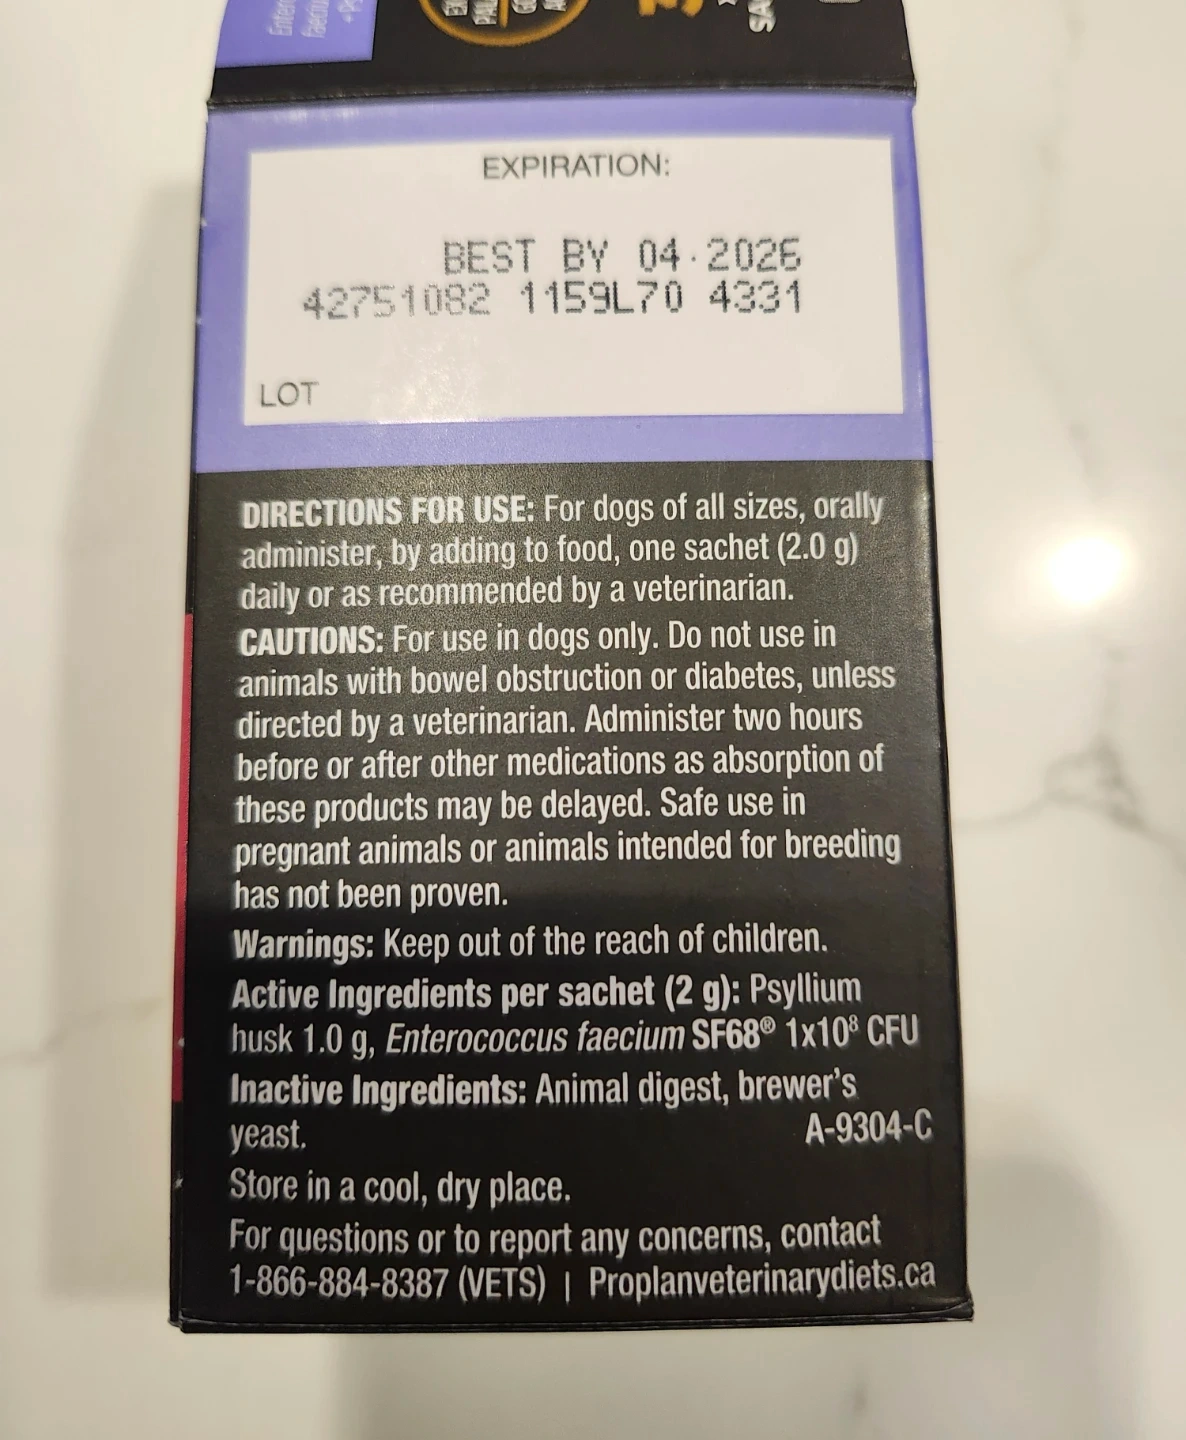 EXPIRATION:
BEST BY 04·2026
42751082 1159L70 4331
LOT
DIRECTIONS FOR USE: For dogs of all sizes, orally
administer, by adding to food, one sachet (2.0 g)
daily or as recommended by a veterinarian.
CAUTIONS: For use in dogs only. Do not use in
animals with bowel obstruction or diabetes, unless
directed by a veterinarian. Administer two hours
before or after other medications as absorption of
these products may be delayed. Safe use in
pregnant animals or animals intended for breeding
has not been proven.
Warnings: Keep out of the reach of children.
Active Ingredients per sachet (2 g): Psyllium
husk 1.0 g, Enterococcus faecium SF68® 1x10⁸ CFU
Inactive Ingredients: Animal digest, brewer's
yeast. A-9304-C
Store in a cool, dry place.
For questions or to report any concerns, contact
1-866-884-8387 (VETS) | Proplanveterinarydiets.ca